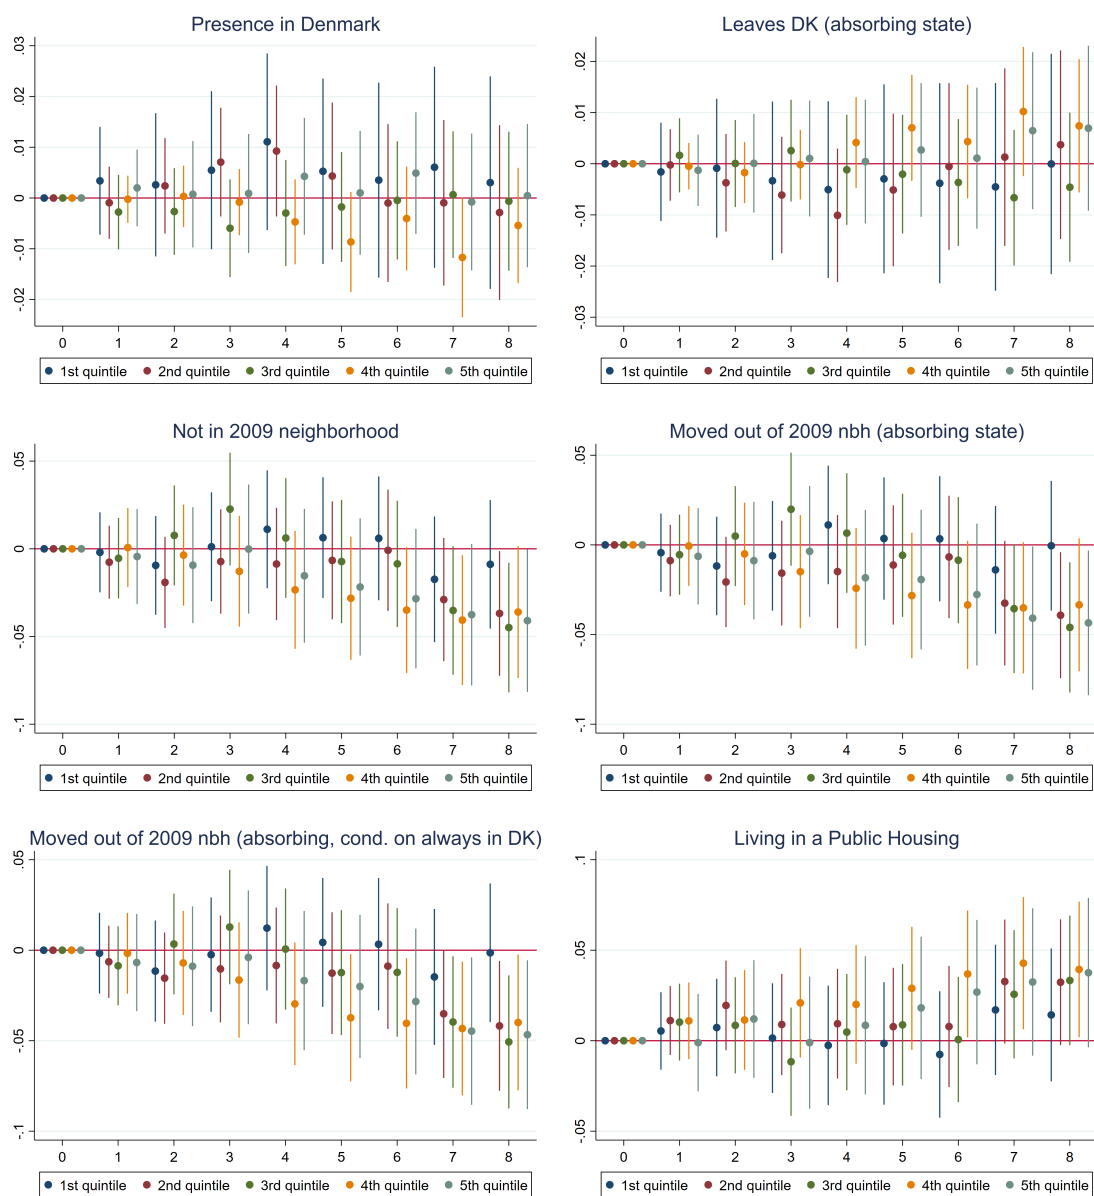 Presence in Denmark
.03
.02
.01
0
-.01
-.02
0 1 2 3 4 5 6 7 8
1st quintile 2nd quintile 3rd quintile 4th quintile 5th quintile
Leaves DK (absorbing state)
.02
.01
0
-.01
-.02
-.03
0 1 2 3 4 5 6 7 8
1st quintile 2nd quintile 3rd quintile 4th quintile 5th quintile
Not in 2009 neighborhood
.05
0
-.05
-.1
0 1 2 3 4 5 6 7 8
1st quintile 2nd quintile 3rd quintile 4th quintile 5th quintile
Moved out of 2009 nbh (absorbing state)
.05
0
-.05
-.1
0 1 2 3 4 5 6 7 8
1st quintile 2nd quintile 3rd quintile 4th quintile 5th quintile
Moved out of 2009 nbh (absorbing, cond. on always in DK)
.05
0
-.05
-.1
0 1 2 3 4 5 6 7 8
1st quintile 2nd quintile 3rd quintile 4th quintile 5th quintile
Living in a Public Housing
.1
.05
0
-.05
0 1 2 3 4 5 6 7 8
1st quintile 2nd quintile 3rd quintile 4th quintile 5th quintile